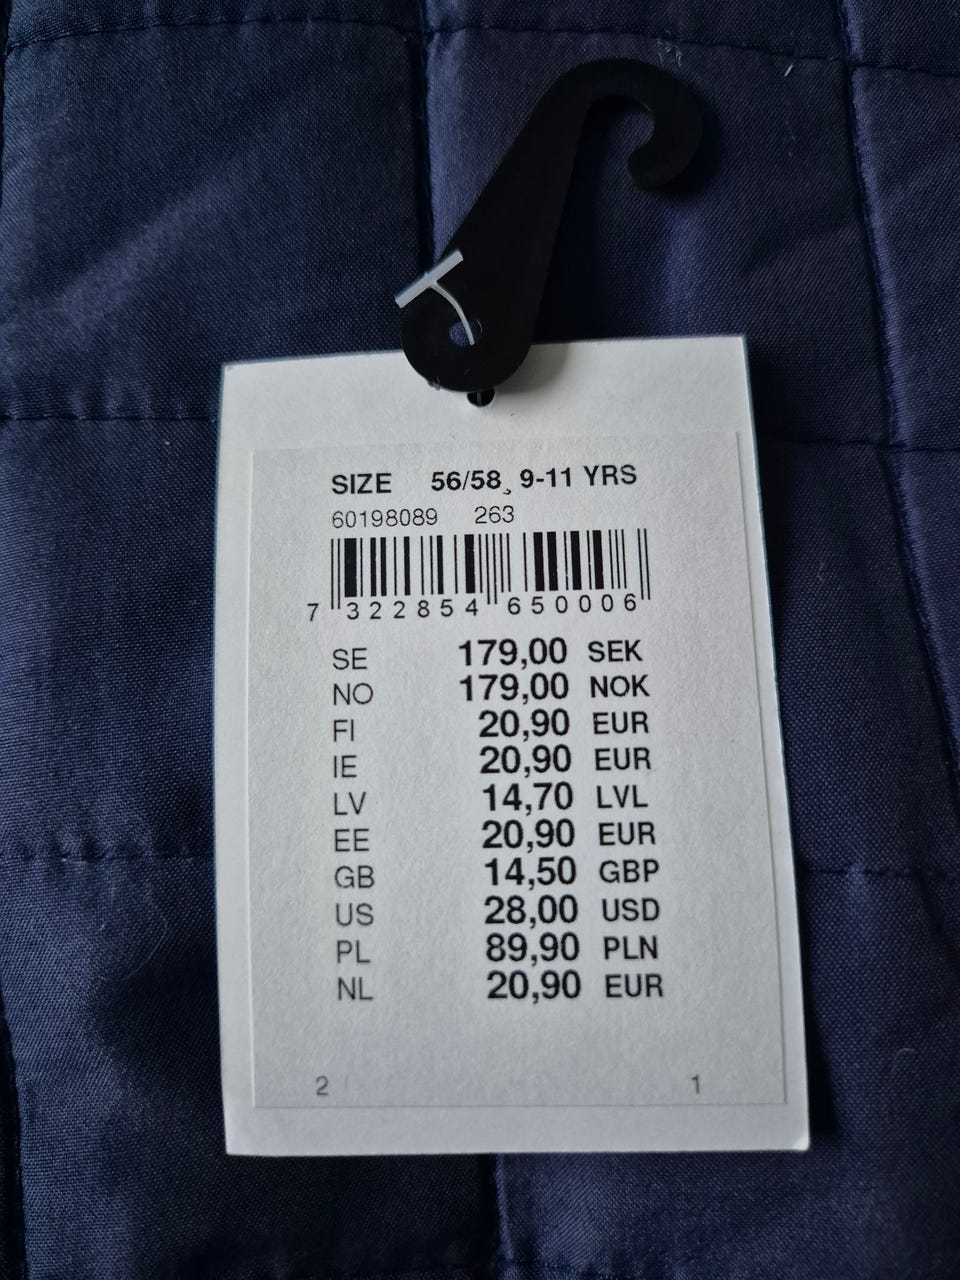 SIZE 56/58, 9-11 YRS
60198089 263
7 322854 650006
SE 179,00 SEK
NO 179,00 NOK
FI 20,90 EUR
IE 20,90 EUR
LV 14,70 LVL
EE 20,90 EUR
GB 14,50 GBP
US 28,00 USD
PL 89,90 PLN
NL 20,90 EUR
2 1